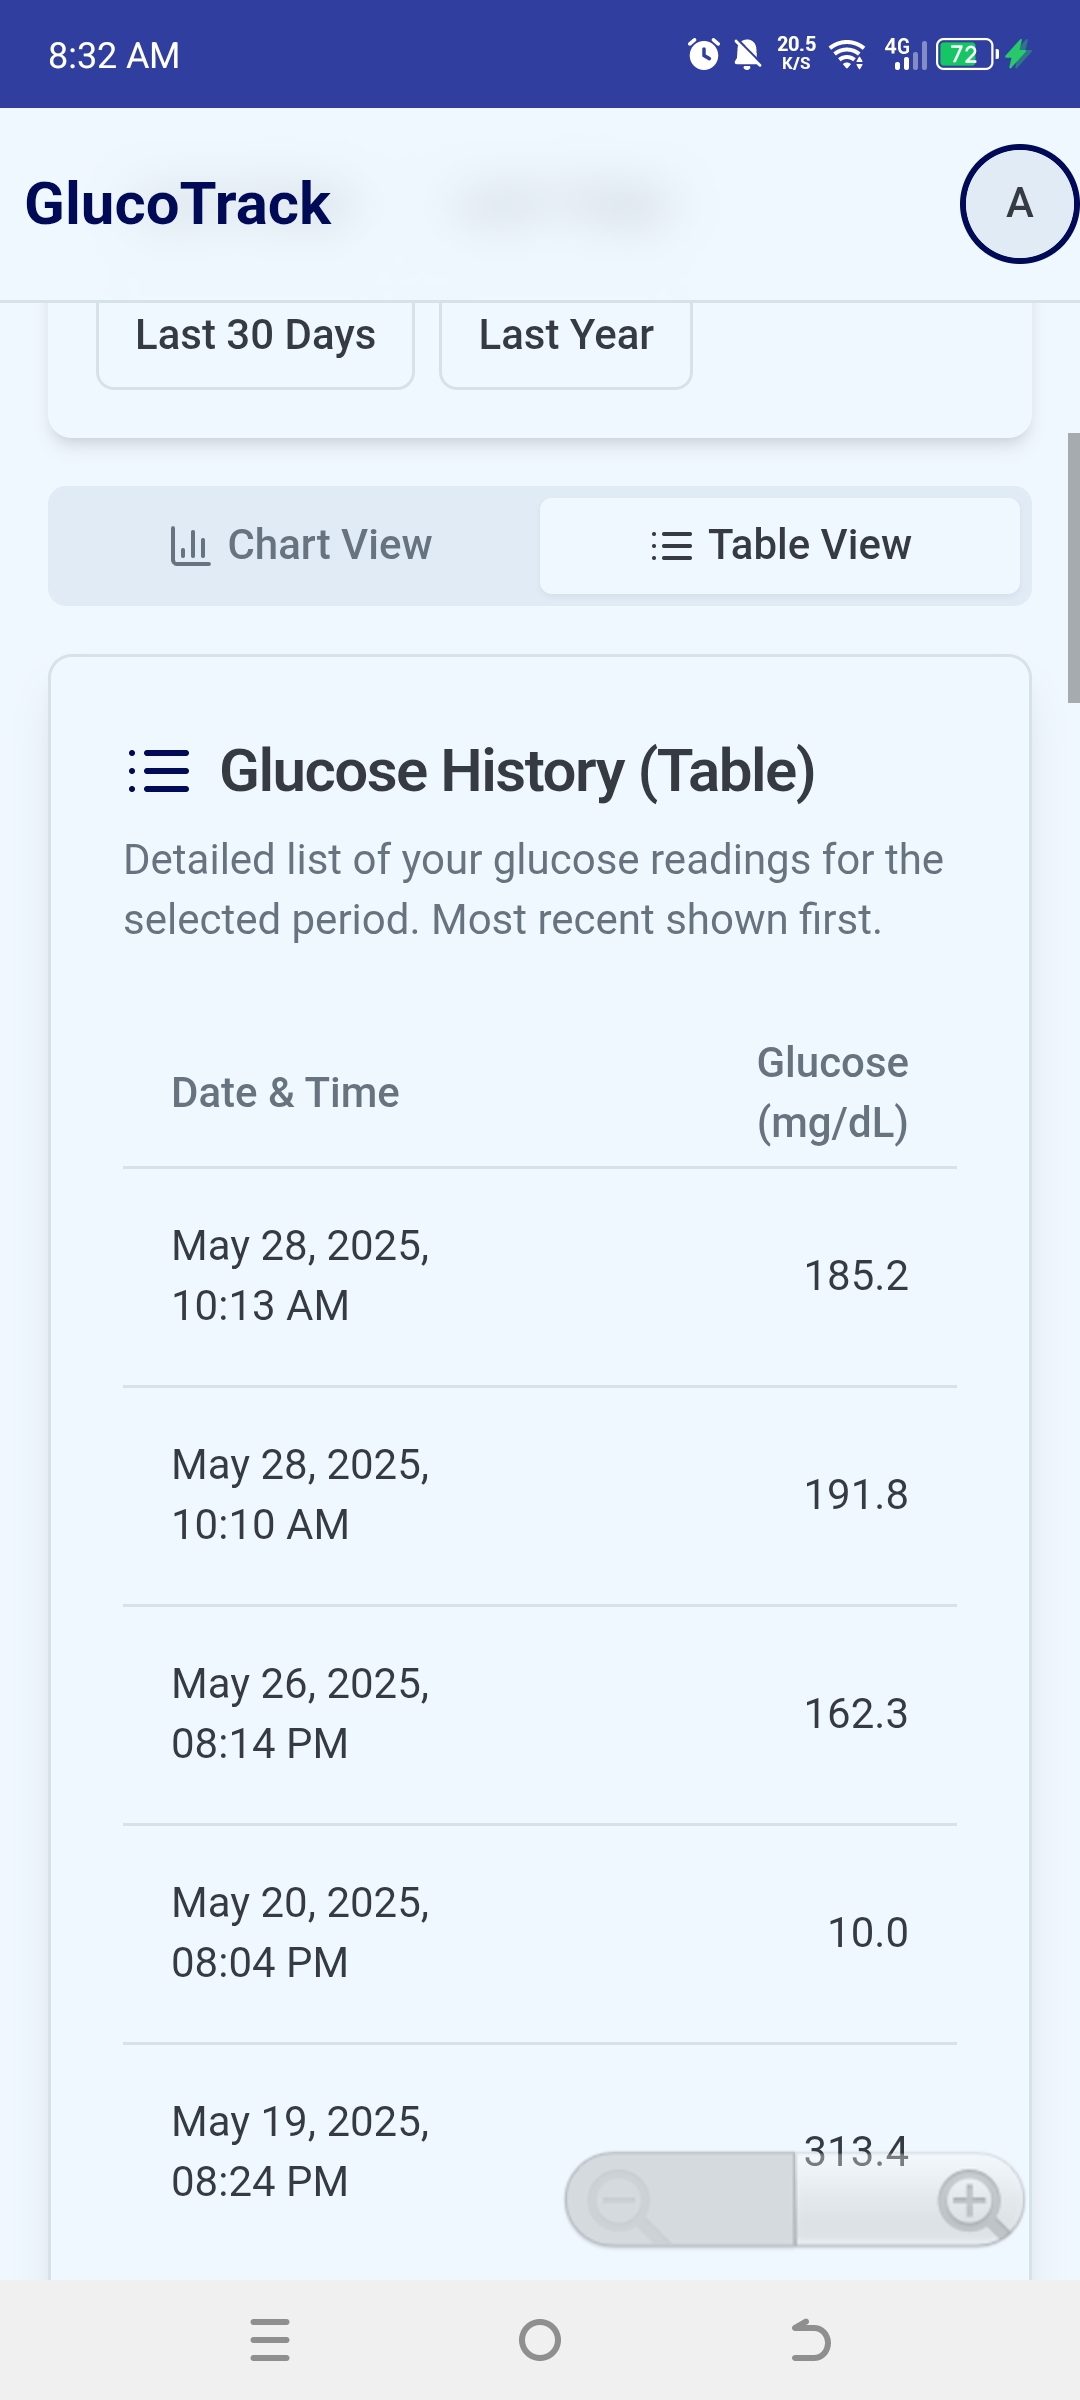 8:32 AM
20.5
K/S
4G
72
GlucoTrack
A
Last 30 Days
Last Year
Chart View
Table View
Glucose History (Table)
Detailed list of your glucose readings for the
selected period. Most recent shown first.
Date & Time
Glucose
(mg/dL)
May 28, 2025,
10:13 AM
185.2
May 28, 2025,
10:10 AM
191.8
May 26, 2025,
08:14 PM
162.3
May 20, 2025,
08:04 PM
10.0
May 19, 2025,
08:24 PM
313.4